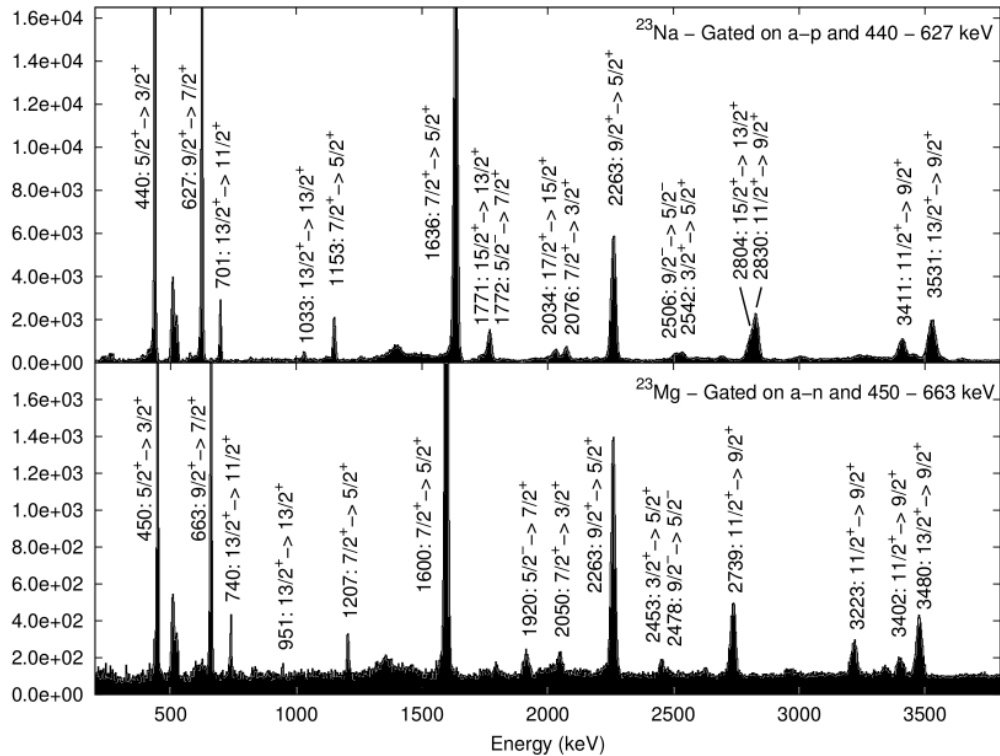 1.6e+04
1.4e+04
1.2e+04
1.0e+04
8.0e+03
6.0e+03
4.0e+03
2.0e+03
0.0e+00
²³Na − Gated on a−p and 440 − 627 keV
440: 5/2⁺−> 3/2⁺
627: 9/2⁺−> 7/2⁺
701: 13/2⁺−> 11/2⁺
1033: 13/2⁺−> 13/2⁺
1153: 7/2⁺−> 5/2⁺
1636: 7/2⁺−> 5/2⁺
1771: 15/2⁺−> 13/2⁺
1772: 5/2⁻−> 7/2⁺
2034: 17/2⁺−> 15/2⁺
2076: 7/2⁺−> 3/2⁺
2263: 9/2⁺−> 5/2⁺
2506: 9/2⁻−> 5/2⁻
2542: 3/2⁺−> 5/2⁺
2804: 15/2⁺−> 13/2⁺
2830: 11/2⁺−> 9/2⁺
3411: 11/2⁺−> 9/2⁺
3531: 13/2⁺−> 9/2⁺
1.6e+03
1.4e+03
1.2e+03
1.0e+03
8.0e+02
6.0e+02
4.0e+02
2.0e+02
0.0e+00
²³Mg − Gated on a−n and 450 − 663 keV
450: 5/2⁺−> 3/2⁺
663: 9/2⁺−> 7/2⁺
740: 13/2⁺−> 11/2⁺
951: 13/2⁺−> 13/2⁺
1207: 7/2⁺−> 5/2⁺
1600: 7/2⁺−> 5/2⁺
1920: 5/2⁻−> 7/2⁺
2050: 7/2⁺−> 3/2⁺
2263: 9/2⁺−> 5/2⁺
2453: 3/2⁺−> 5/2⁺
2478: 9/2⁻−> 5/2⁻
2739: 11/2⁺−> 9/2⁺
3223: 11/2⁺−> 9/2⁺
3402: 11/2⁺−> 9/2⁺
3480: 13/2⁺−> 9/2⁺
500 1000 1500 2000 2500 3000 3500
Energy (keV)